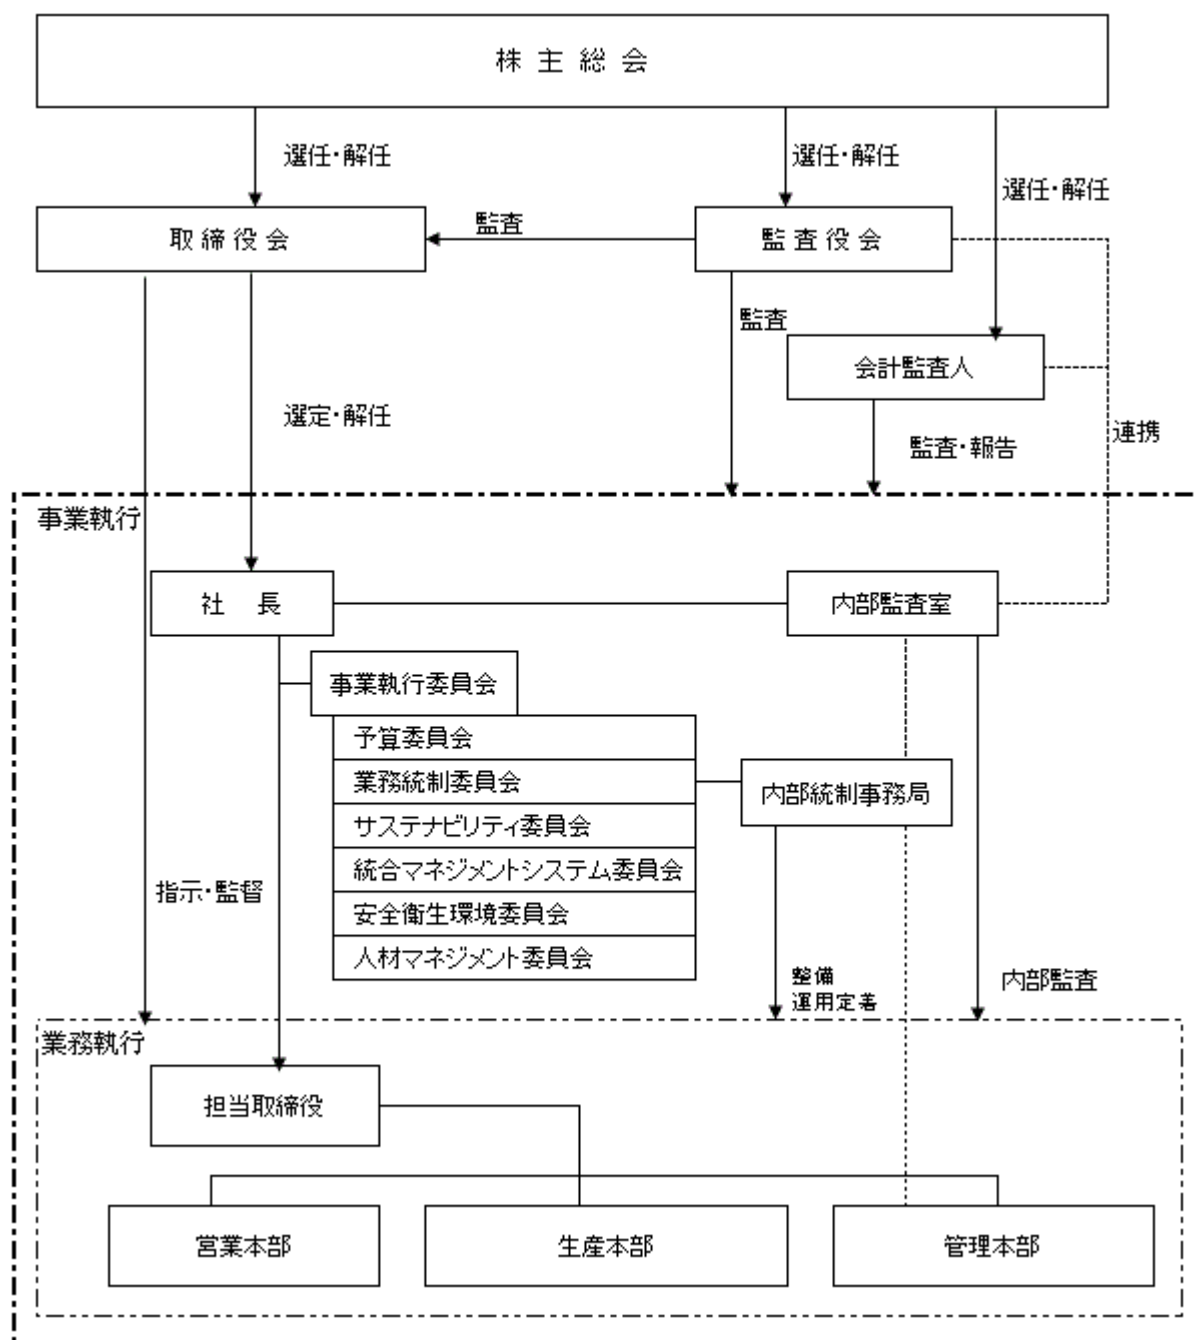 株 主 総 会
選任・解任
選任・解任
選任・解任
取 締 役 会
監査
監 査 役 会
監査
会計監査人
選定・解任
連携
監査・報告
事業執行
社 長
内部監査室
事業執行委員会
予算委員会
業務統制委員会
内部統制事務局
サステナビリティ委員会
統合マネジメントシステム委員会
指示・監督
安全衛生環境委員会
人材マネジメント委員会
整備
運用定着
内部監査
業務執行
担当取締役
営業本部
生産本部
管理本部